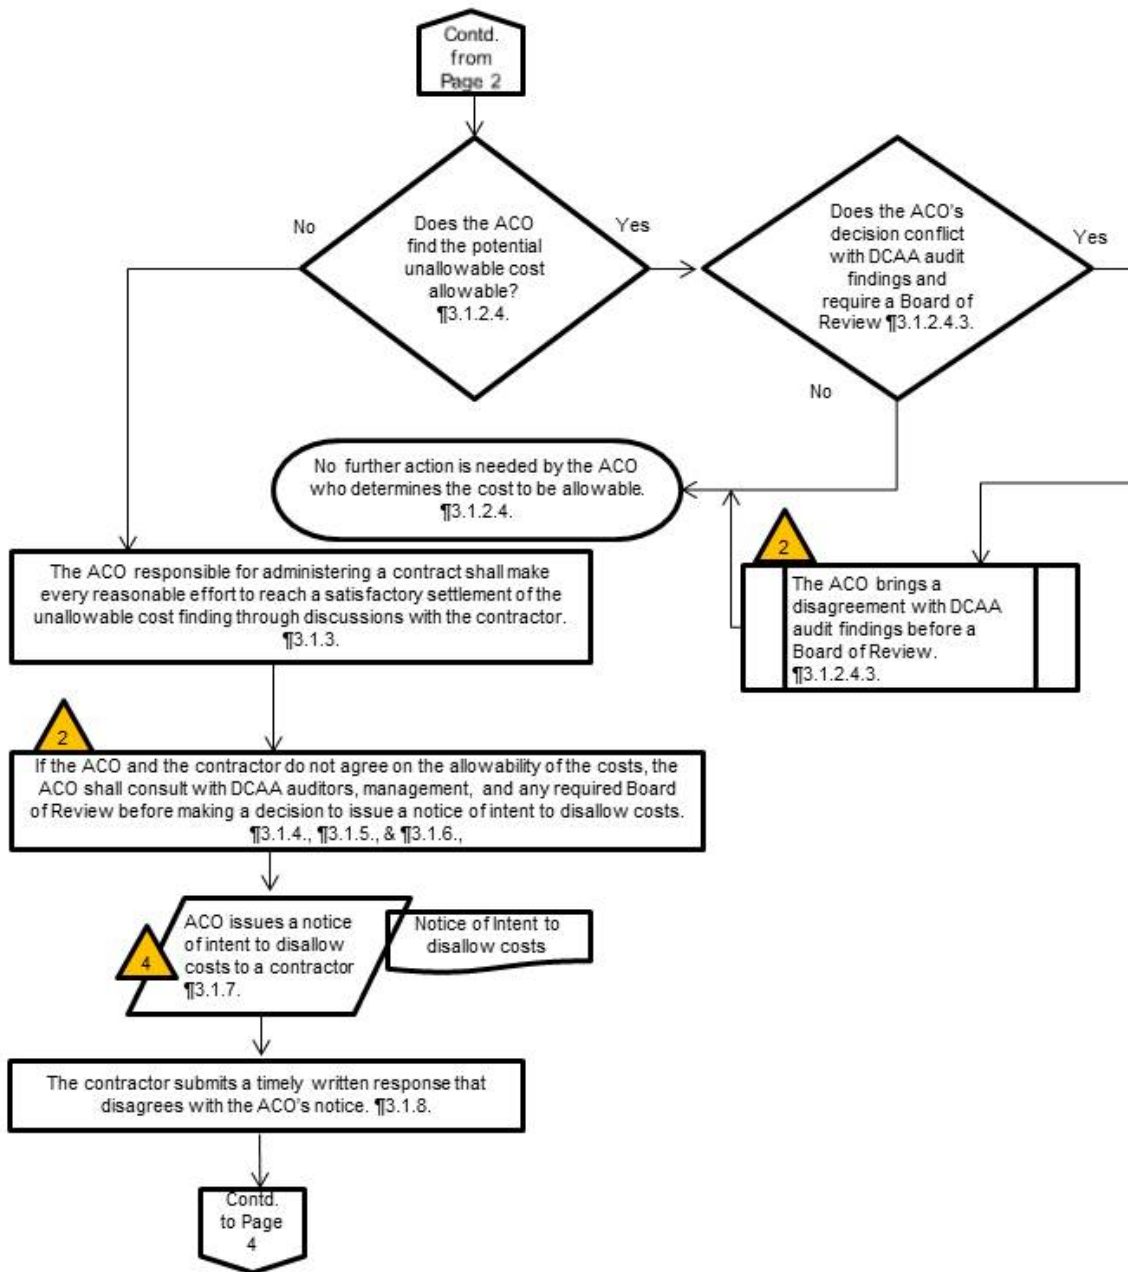 Contd.
from
Page 2
No
Does the ACO
find the potential
unallowable cost
allowable?
¶3.1.2.4.
Yes
Does the ACO's
decision conflict
with DCAA audit
findings and
require a Board of
Review ¶3.1.2.4.3.
Yes
No
No further action is needed by the ACO
who determines the cost to be allowable.
¶3.1.2.4.
2
The ACO brings a
disagreement with DCAA
audit findings before a
Board of Review.
¶3.1.2.4.3.
The ACO responsible for administering a contract shall make
every reasonable effort to reach a satisfactory settlement of the
unallowable cost finding through discussions with the contractor.
¶3.1.3.
2
If the ACO and the contractor do not agree on the allowability of the costs, the
ACO shall consult with DCAA auditors, management, and any required Board
of Review before making a decision to issue a notice of intent to disallow costs.
¶3.1.4., ¶3.1.5., & ¶3.1.6.,
4
ACO issues a notice
of intent to disallow
costs to a contractor
¶3.1.7.
Notice of Intent to
disallow costs
The contractor submits a timely written response that
disagrees with the ACO's notice. ¶3.1.8.
Contd.
to Page
4